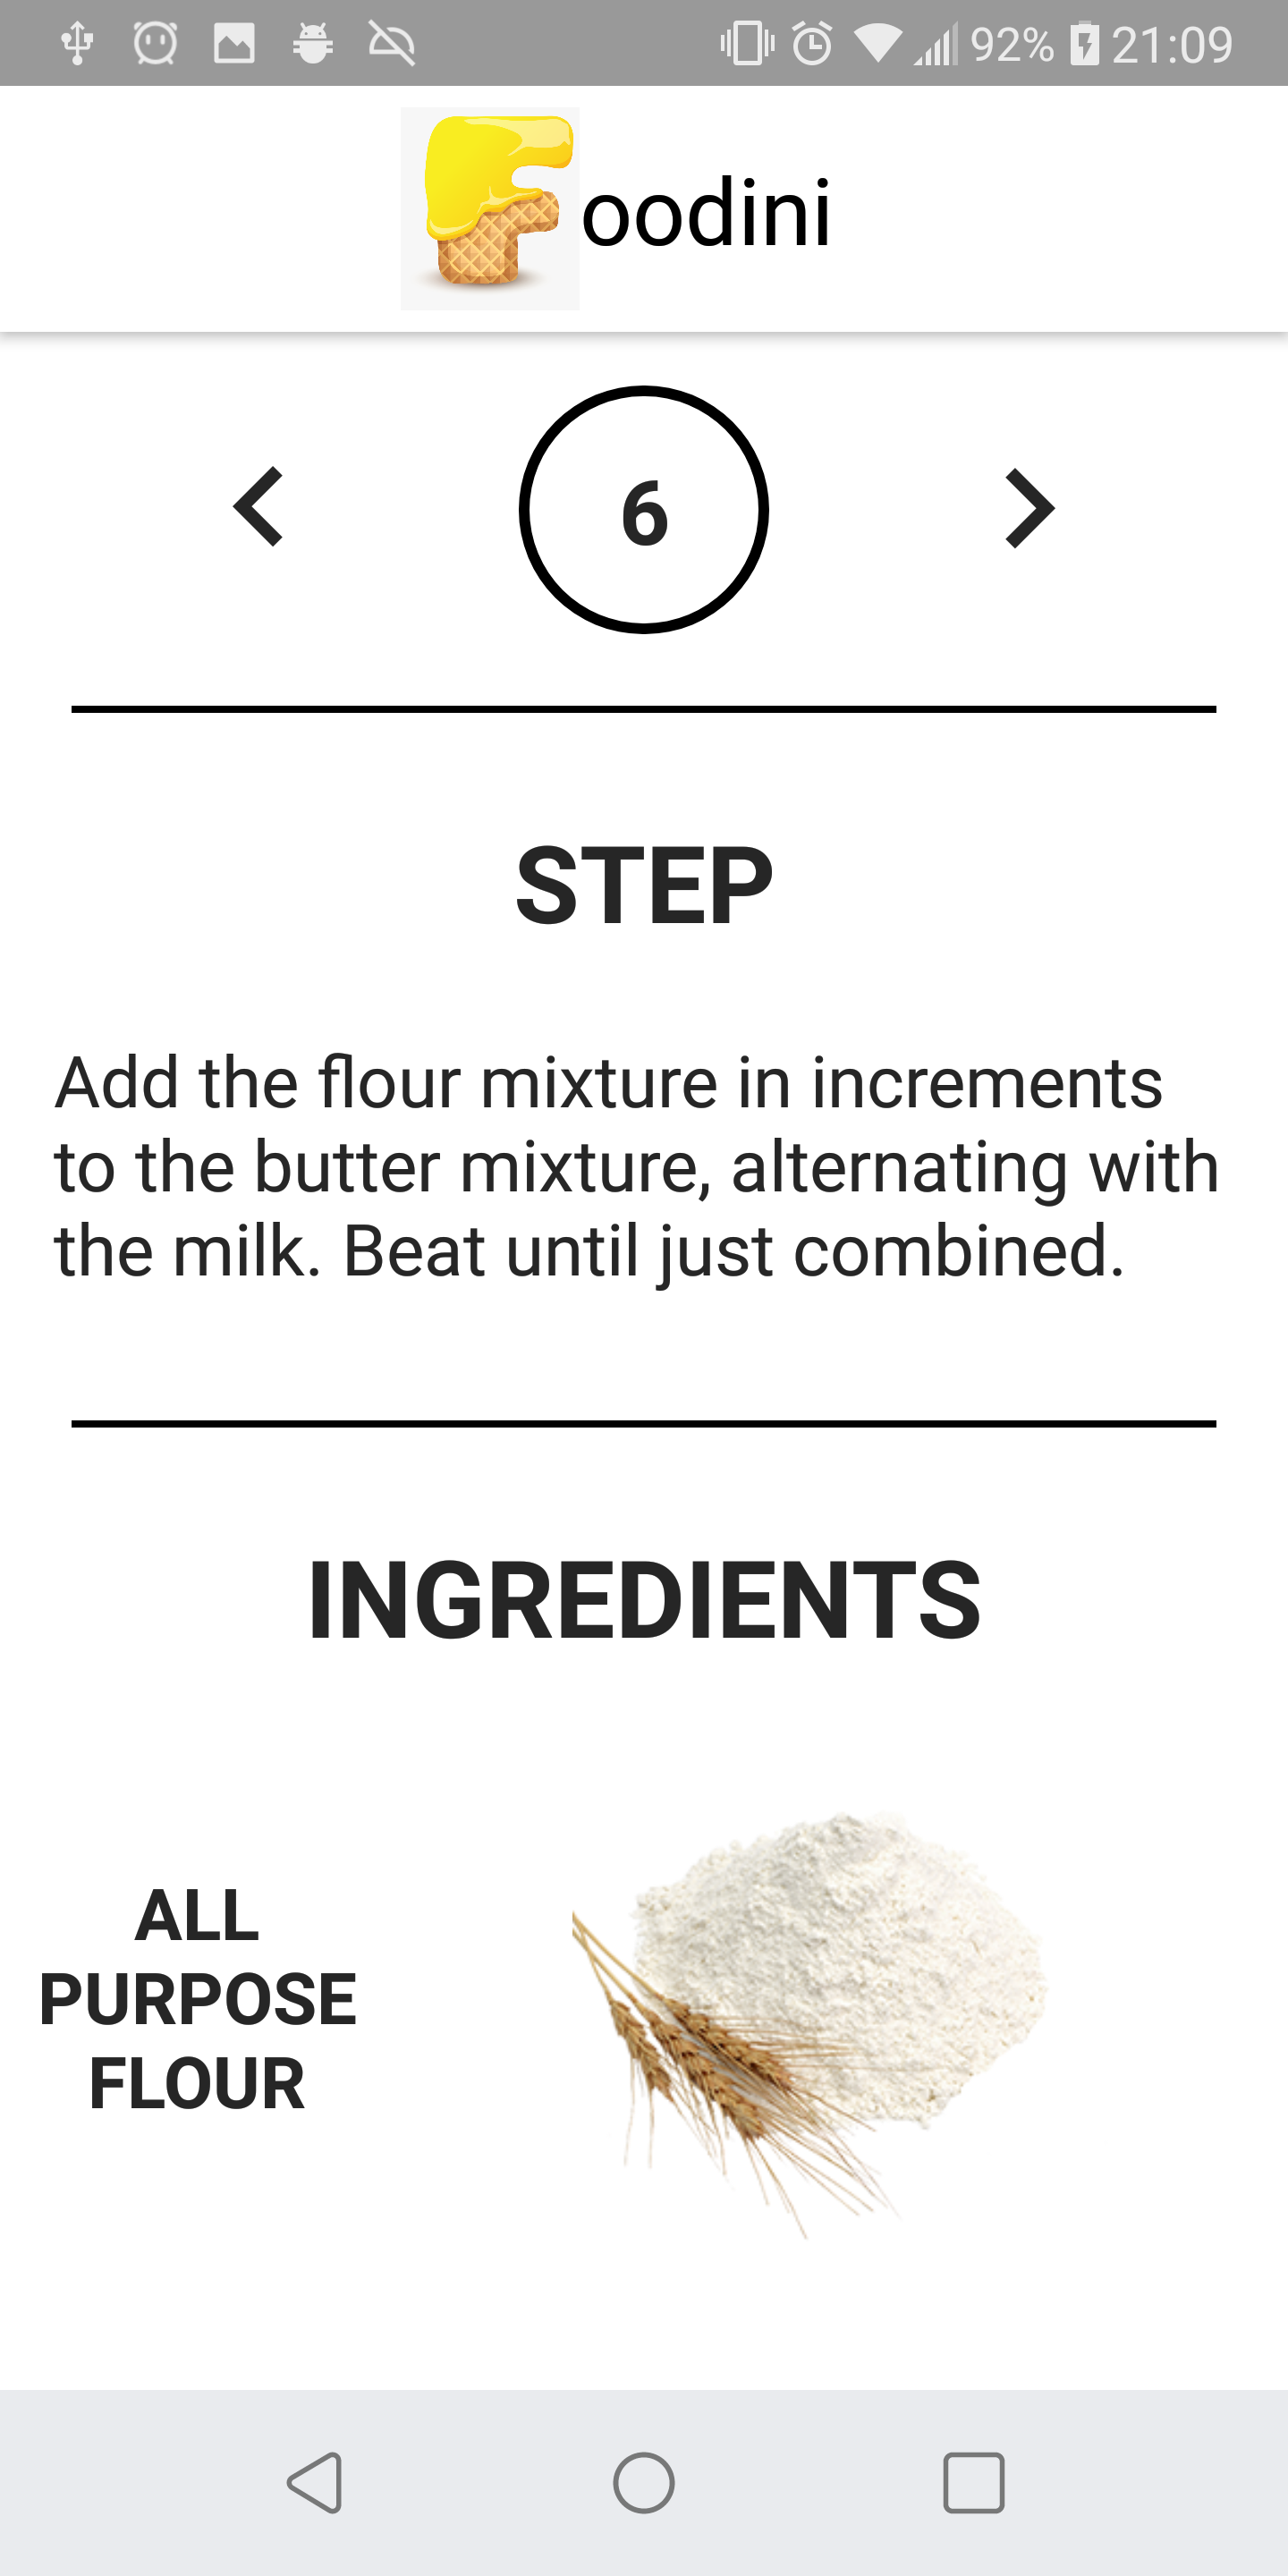 92% 21:09
Foodini
6
STEP
Add the flour mixture in increments
to the butter mixture, alternating with
the milk. Beat until just combined.
INGREDIENTS
ALL
PURPOSE
FLOUR